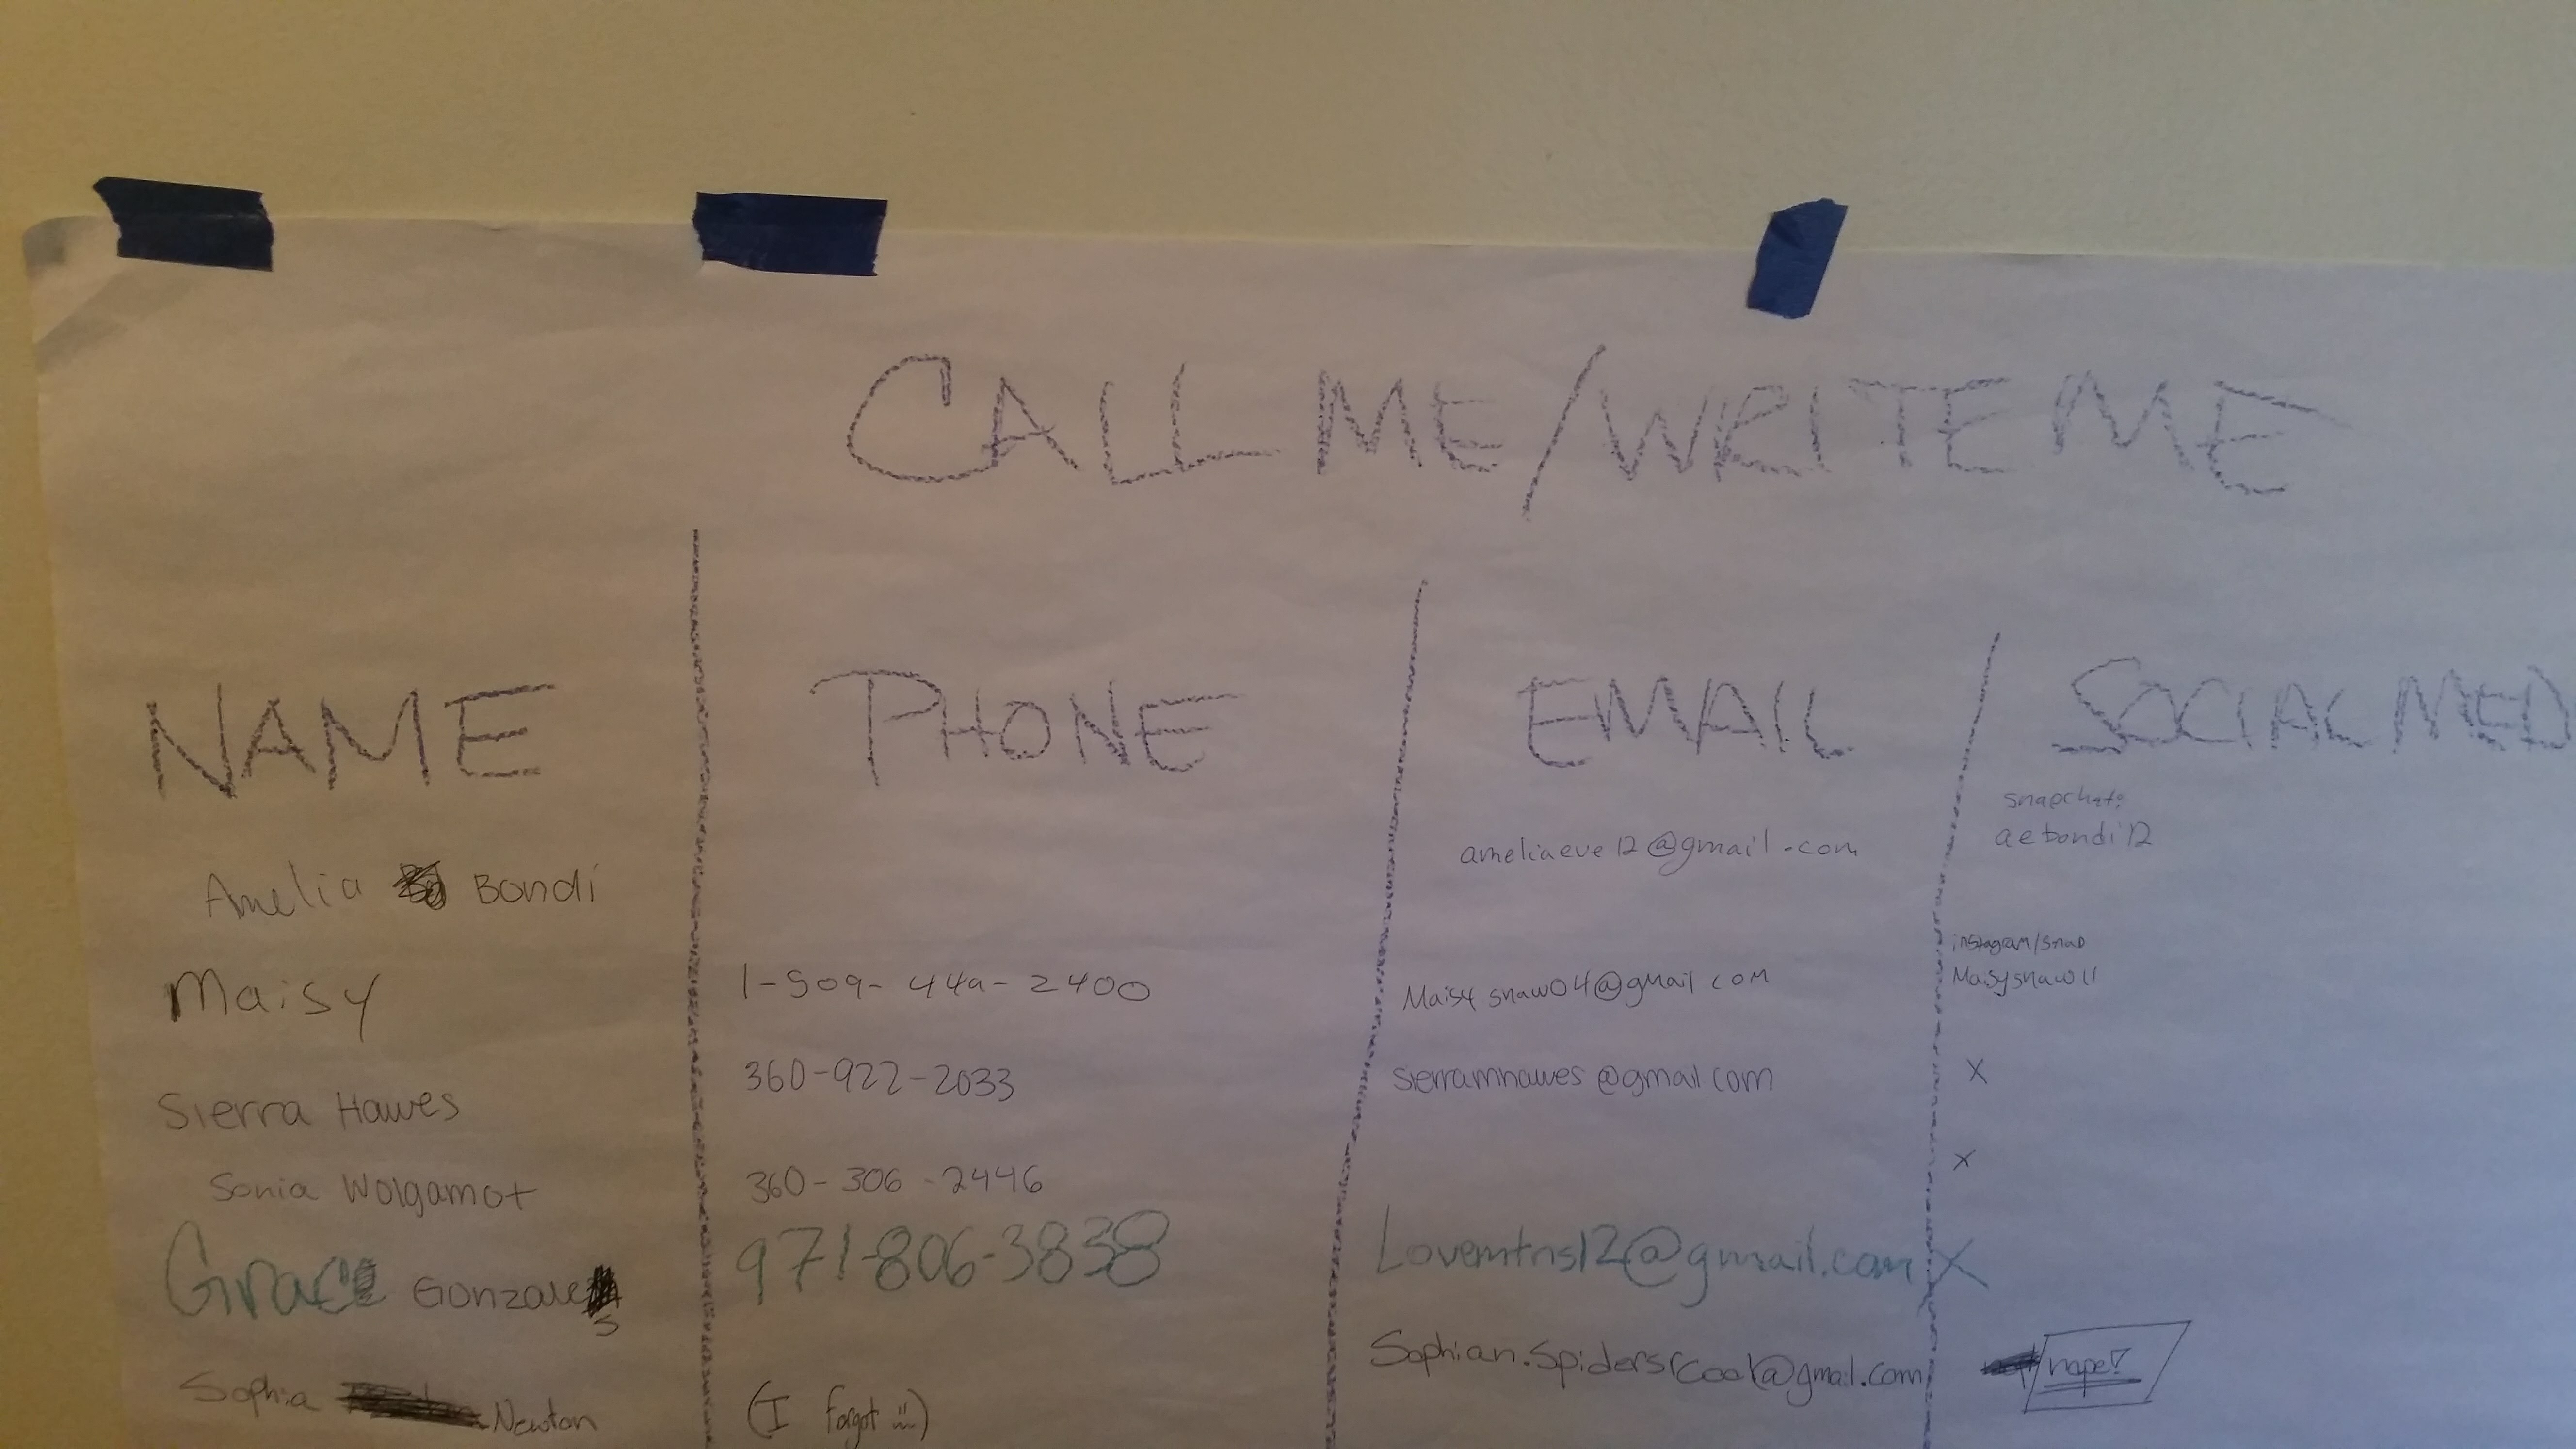 CALL ME/WRITE ME
NAME PHONE EMAIL SOCIAL MED
snapchat:
Amelia Bondi ameliaeve12@gmail.com aebondi12
instagram/snap
Maisy 1-509-449-2400 Maisysnaw04@gmail.com Maisysnaw11
Sierra Hawes 360-922-2033 sierramhawes@gmail.com X
Sonia Wolgamot 360-306-2446 X
Grace Gonzales 971-806-3838 Lovemtns12@gmail.com X
Sophia Newton (I forgot :) Sophian.spidersrcool@gmail.com nope!